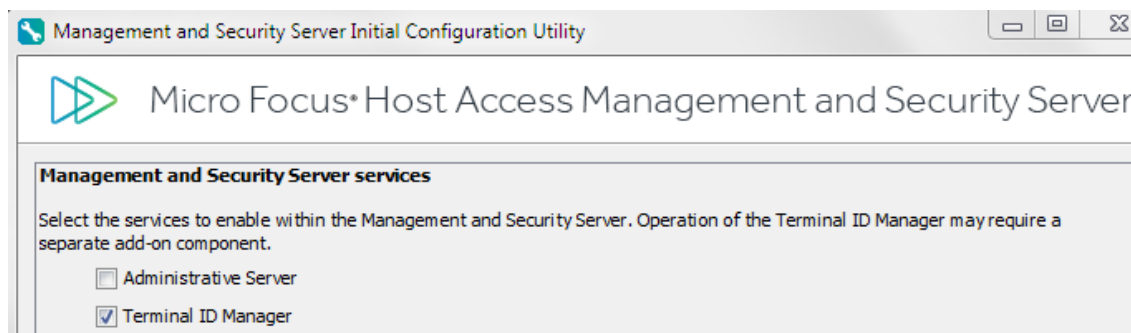 Management and Security Server Initial Configuration Utility
Micro Focus® Host Access Management and Security Server
Management and Security Server services
Select the services to enable within the Management and Security Server. Operation of the Terminal ID Manager may require a
separate add-on component.
Administrative Server
Terminal ID Manager